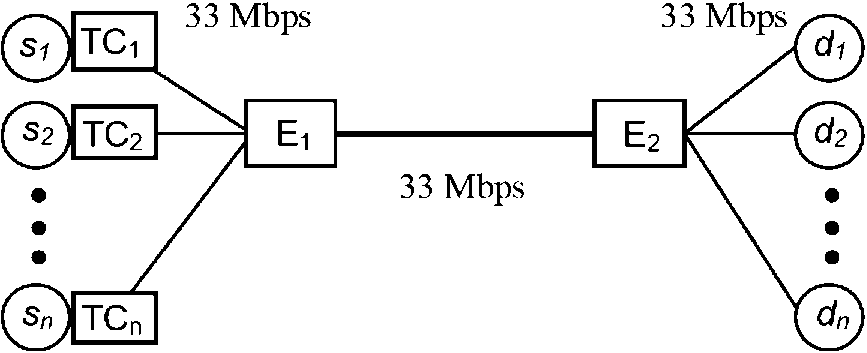 33 Mbps 33 Mbps
s1 TC1 d1
s2 TC2 E1 E2 d2
33 Mbps
sn TCn dn